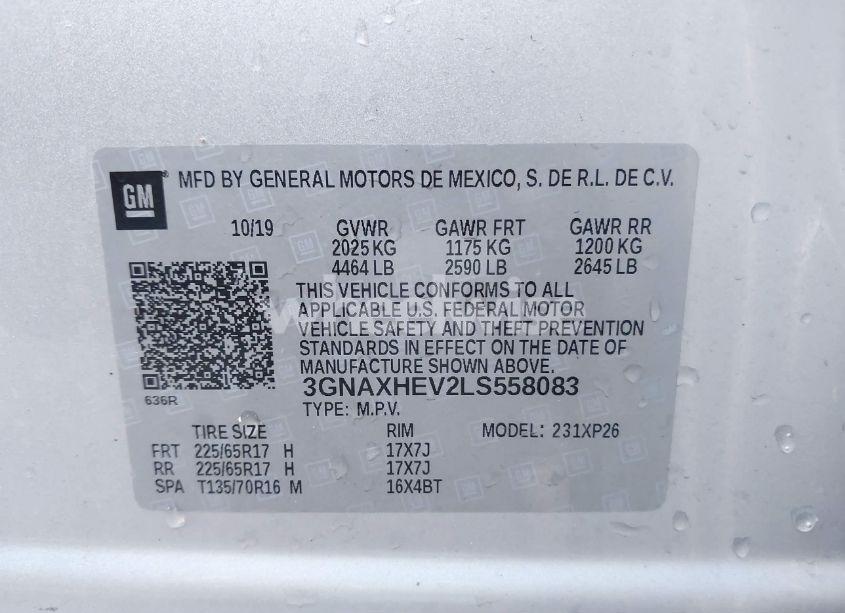 GM
MFD BY GENERAL MOTORS DE MEXICO, S. DE R.L. DE C.V.
10/19 GVWR GAWR FRT GAWR RR
2025 KG 1175 KG 1200 KG
4464 LB 2590 LB 2645 LB
THIS VEHICLE CONFORMS TO ALL
APPLICABLE U.S. FEDERAL MOTOR
VEHICLE SAFETY AND THEFT PREVENTION
STANDARDS IN EFFECT ON THE DATE OF
MANUFACTURE SHOWN ABOVE.
636R
3GNAXHEV2LS558083
TYPE: M.P.V.
TIRE SIZE RIM MODEL: 231XP26
FRT 225/65R17 H 17X7J
RR 225/65R17 H 17X7J
SPA T135/70R16 M 16X4BT